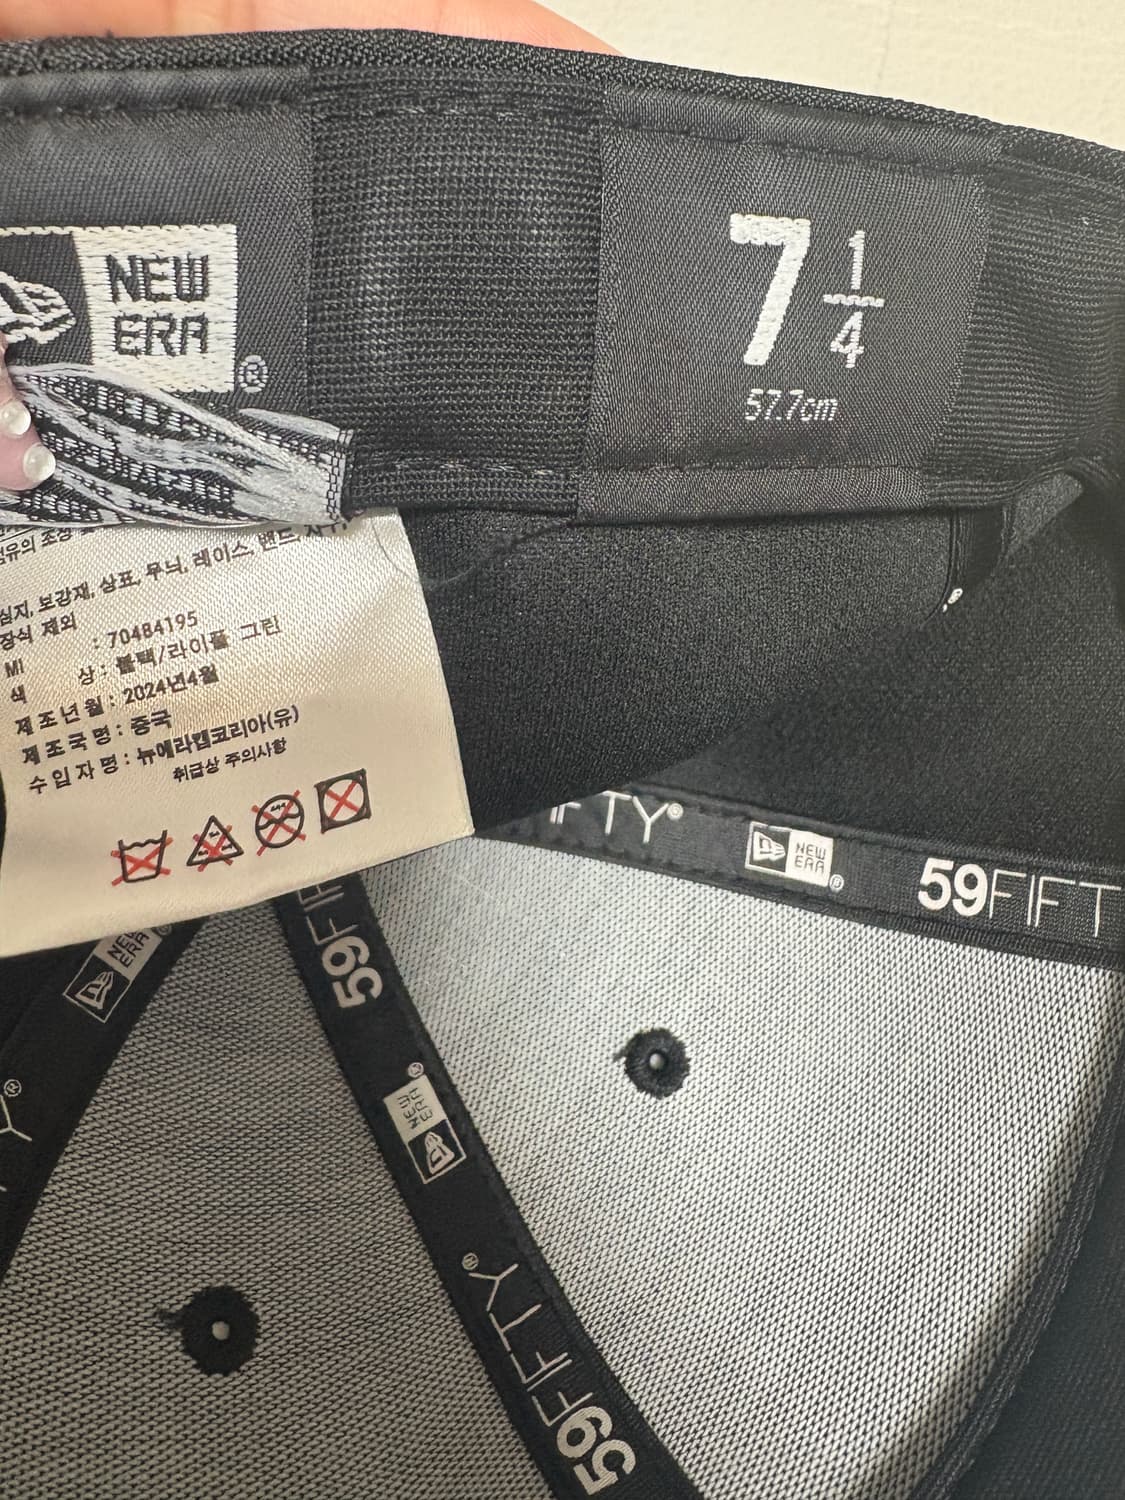 NEW
ERA
®
7 1/4
57.7cm
심지, 보강재, 상표, 무늬, 레이스, 밴드,
장식 제외
MI : 70484195
색 상 : 블랙/라이플 그린
제조년월 : 2024년4월
제조국명 : 중국
수입자명 : 뉴에라캡코리아(유)
취급상 주의사항
FIFTY®
NEW
ERA
®
59FIFT
59FIF
NEW
ERA
NEW
ERA
®
Y®
59FIFTY®